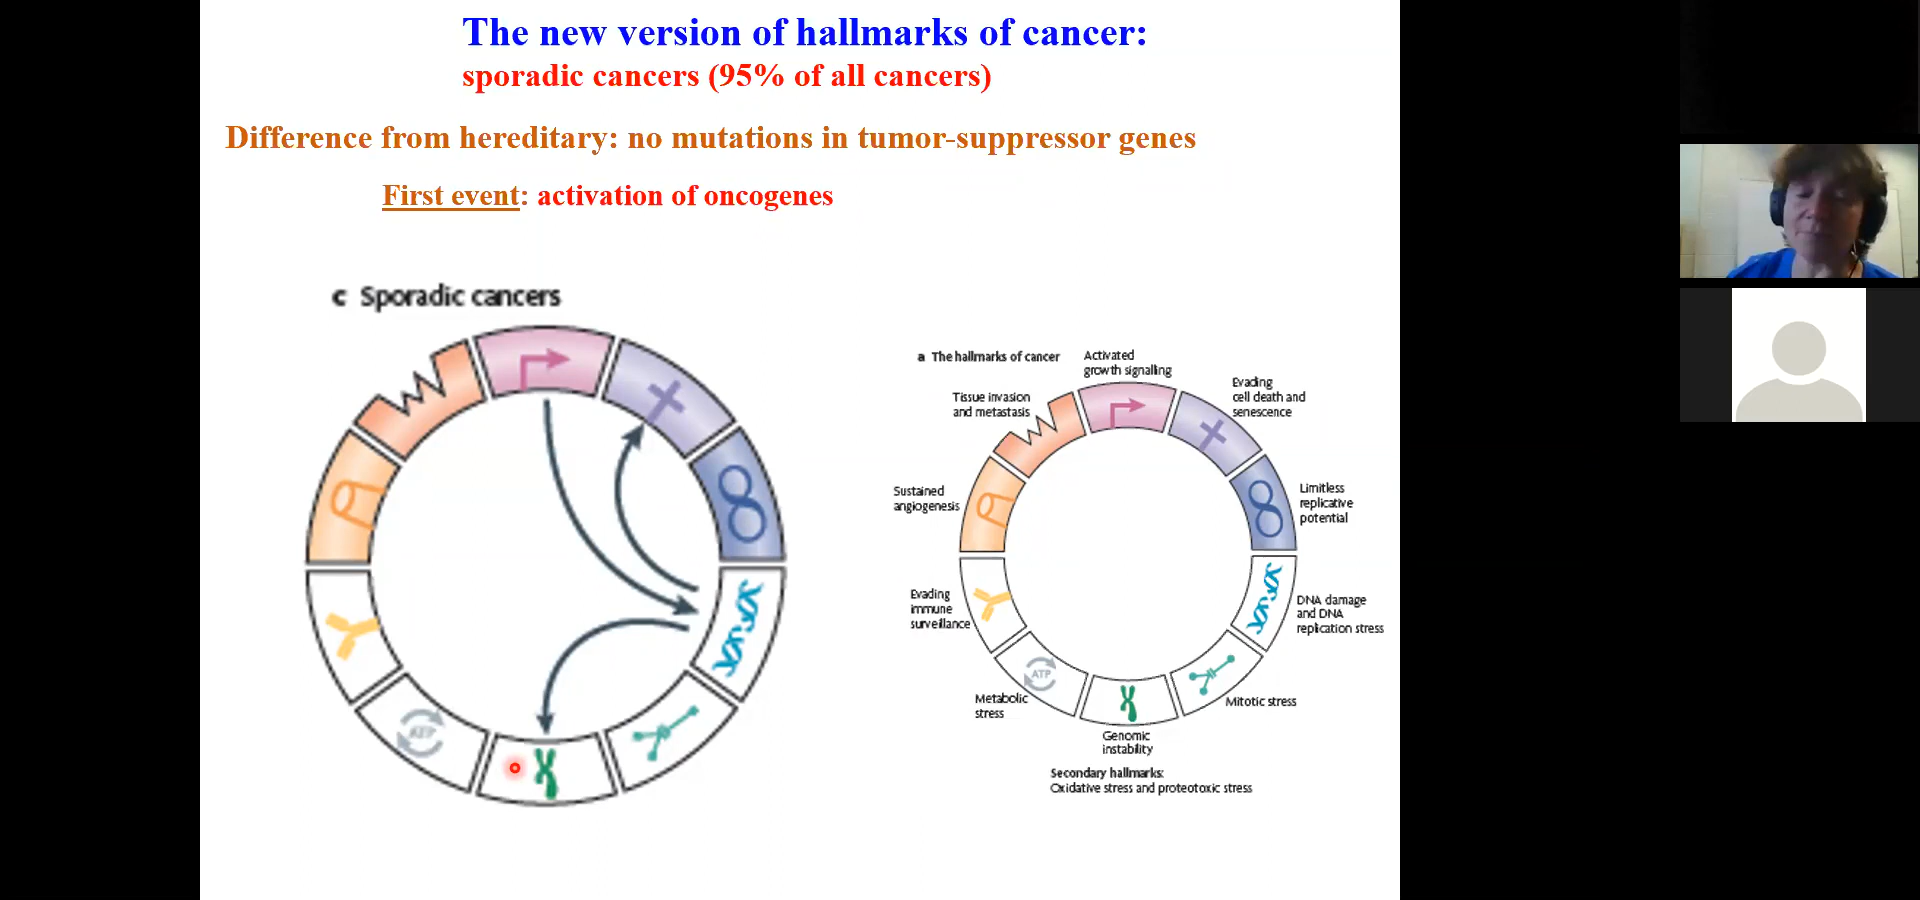 The new version of hallmarks of cancer:
sporadic cancers (95% of all cancers)
Difference from hereditary: no mutations in tumor-suppressor genes
First event: activation of oncogenes
c Sporadic cancers
a The hallmarks of cancer
Activated
growth signalling
Evading
cell death and
senescence
Limitless
replicative
potential
DNA damage
and DNA
replication stress
Mitotic stress
Genomic
instability
Metabolic
stress
ATP
Evading
immune
surveillance
Sustained
angiogenesis
Tissue invasion
and metastasis
Secondary hallmarks:
Oxidative stress and proteotoxic stress